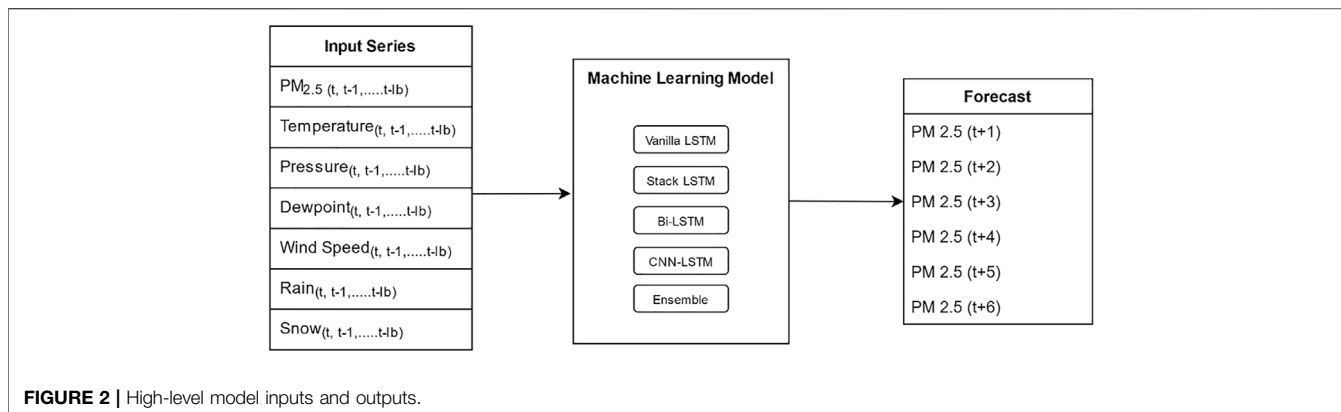 Input Series
PM2.5 (t, t-1,.....t-lb)
Temperature(t, t-1,.....t-lb)
Pressure(t, t-1,.....t-lb)
Dewpoint(t, t-1,.....t-lb)
Wind Speed(t, t-1,.....t-lb)
Rain(t, t-1,.....t-lb)
Snow(t, t-1,.....t-lb)
Machine Learning Model
Vanilla LSTM
Stack LSTM
Bi-LSTM
CNN-LSTM
Ensemble
Forecast
PM 2.5 (t+1)
PM 2.5 (t+2)
PM 2.5 (t+3)
PM 2.5 (t+4)
PM 2.5 (t+5)
PM 2.5 (t+6)
FIGURE 2 | High-level model inputs and outputs.